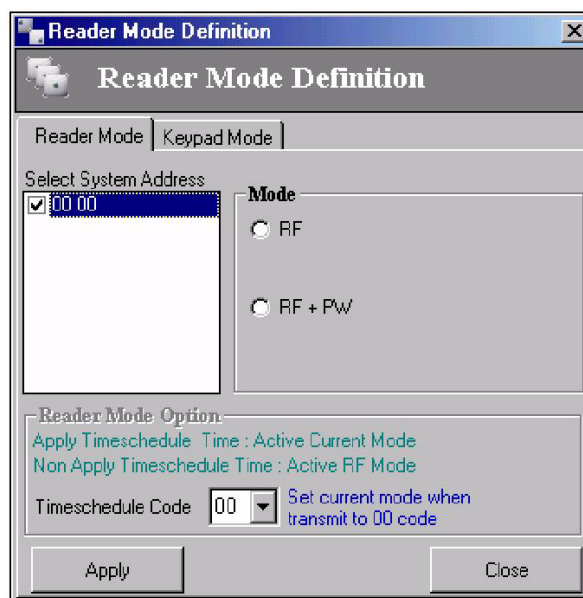 Reader Mode Definition
Reader Mode Definition
Reader Mode
Keypad Mode
Select System Address
00 00
Mode
RF
RF + PW
Reader Mode Option
Apply Timeschedule Time : Active Current Mode
Non Apply Timeschedule Time : Active RF Mode
Timeschedule Code
00
Set current mode when
transmit to 00 code
Apply
Close